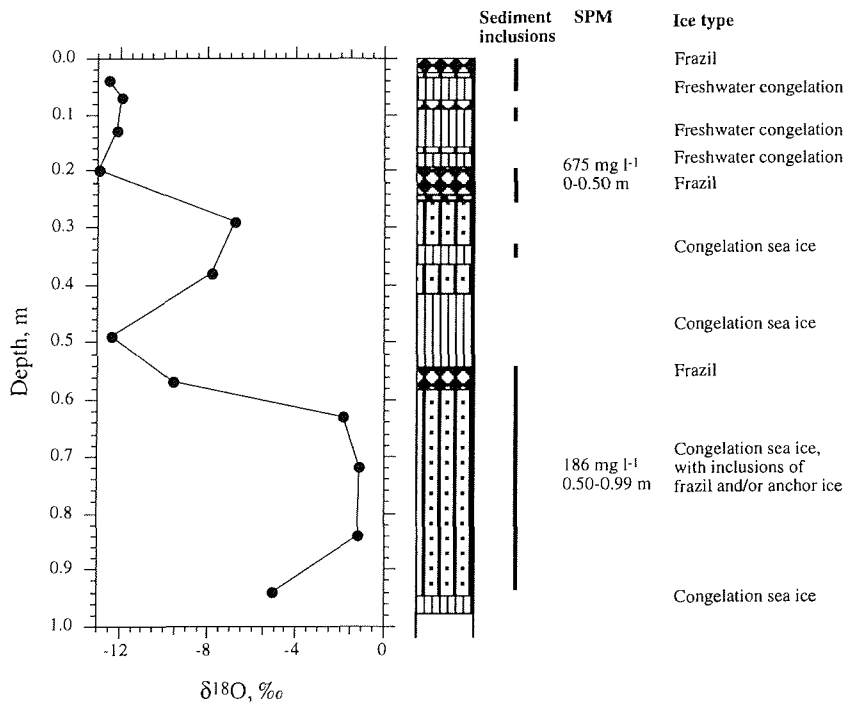 Sediment
inclusions
SPM
Ice type
0.0
0.1
0.2
0.3
0.4
0.5
0.6
0.7
0.8
0.9
1.0
Depth, m
-12
-8
-4
0
δ18O, ‰
675 mg l-1
0-0.50 m
186 mg l-1
0.50-0.99 m
Frazil
Freshwater congelation
Freshwater congelation
Freshwater congelation
Frazil
Congelation sea ice
Congelation sea ice
Frazil
Congelation sea ice,
with inclusions of
frazil and/or anchor ice
Congelation sea ice